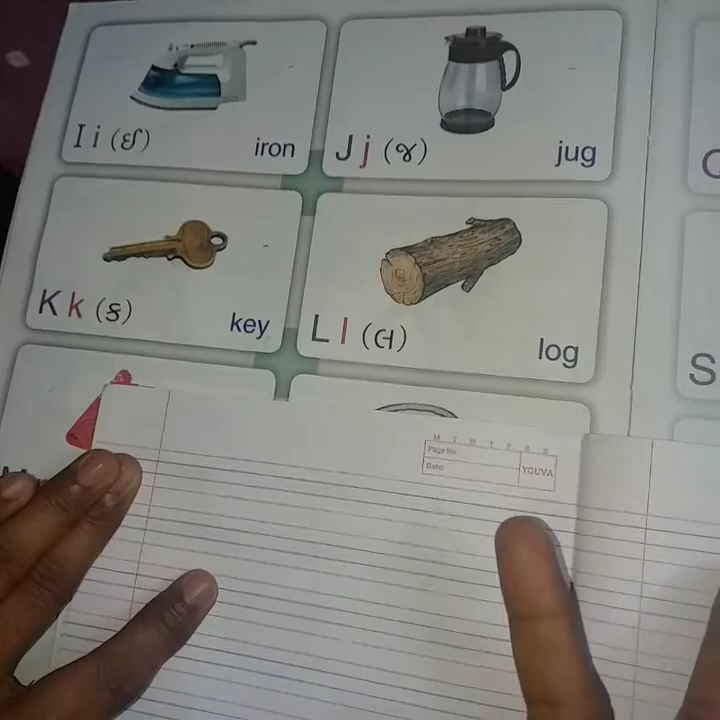 I i (ઈ) iron
J j (જ) jug
K k (ક) key
L l (લ) log
S
M T W T F S S
Page No:
Date:
YOUVA